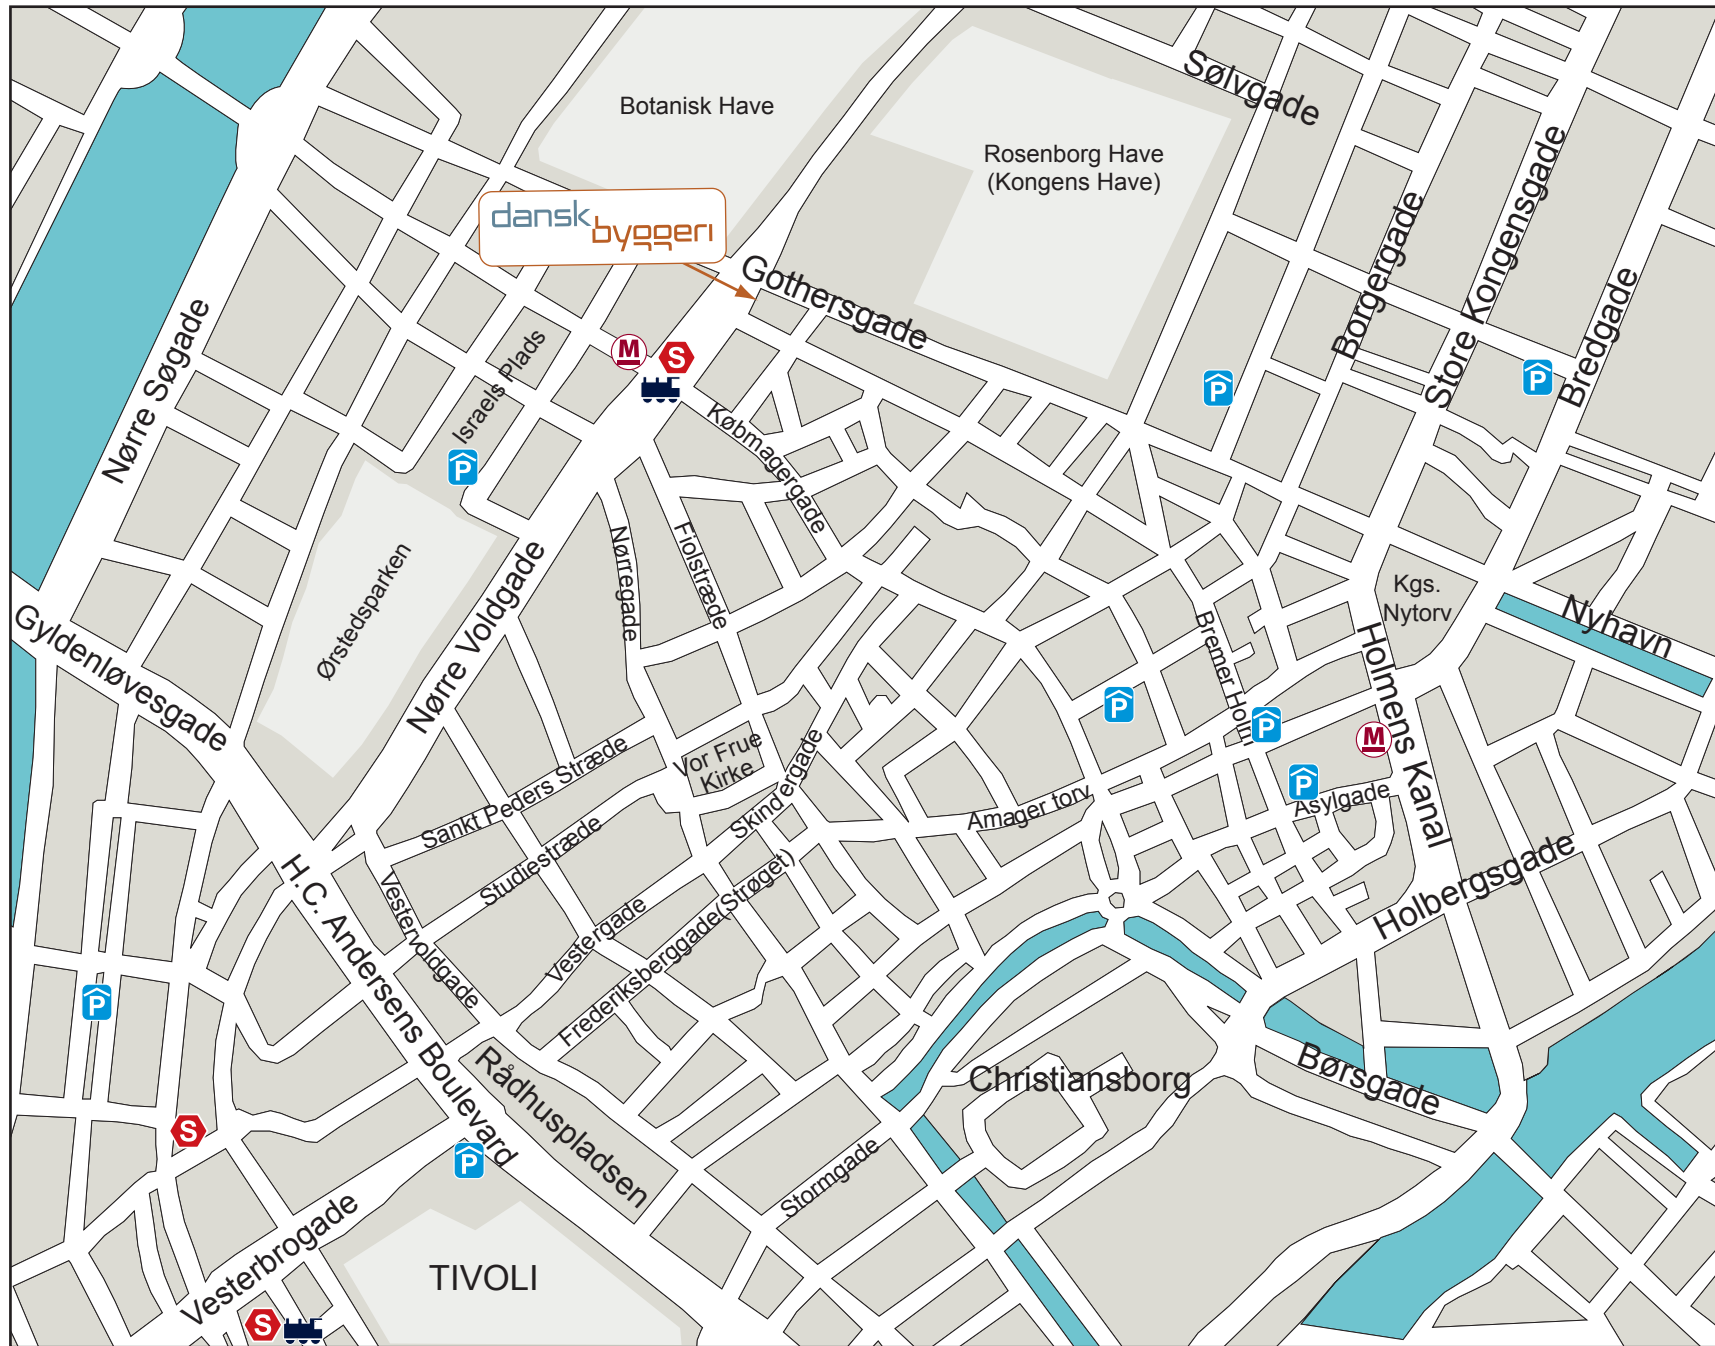 Sølvgade
Botanisk Have
Rosenborg Have
(Kongens Have)
dansk
byggeri
Gothersgade
Borgergade
Store Kongensgade
Bredgade
Nørre Søgade
Israels Plads
M
S
P
P
P
Købmagergade
Nørregade
Fiolstræde
Ørstedsparken
Nørre Voldgade
Gyldenløvesgade
Kgs.
Nytorv
Nyhavn
Bremer Holm
Holmens Kanal
P
P
M
P
Asylgade
Vor Frue
Kirke
Sankt Peders Stræde
Studiestræde
Skindergade
Amager torv
Holbergsgade
H.C. Andersens Boulevard
Vestervoldgade
Vestergade
Frederiksberggade(Strøget)
P
Rådhuspladsen
Christiansborg
Børsgade
S
P
Stormgade
Vesterbrogade
TIVOLI
S